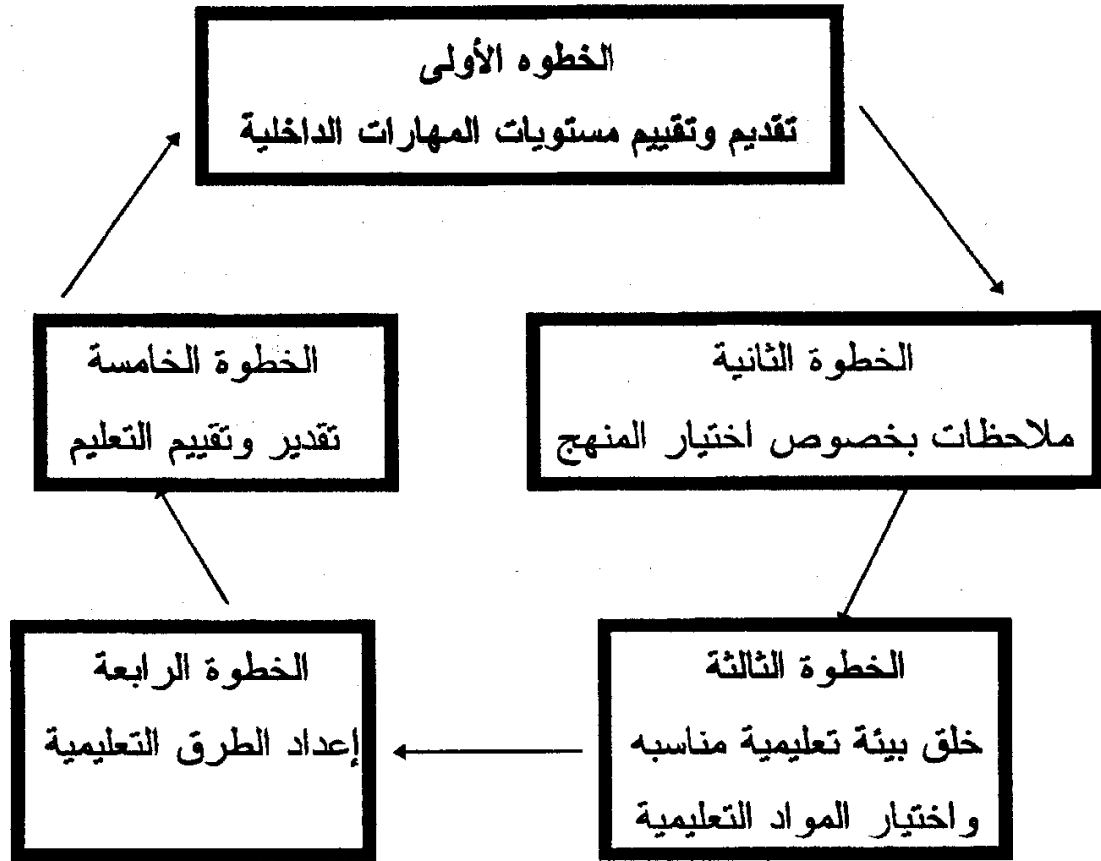 الخطوه الأولى
تقديم وتقييم مستويات المهارات الداخلية
الخطوة الثانية
ملاحظات بخصوص اختيار المنهج
الخطوة الثالثة
خلق بيئة تعليمية مناسبه
واختيار المواد التعليمية
الخطوة الرابعة
إعداد الطرق التعليمية
الخطوة الخامسة
تقدير وتقييم التعليم